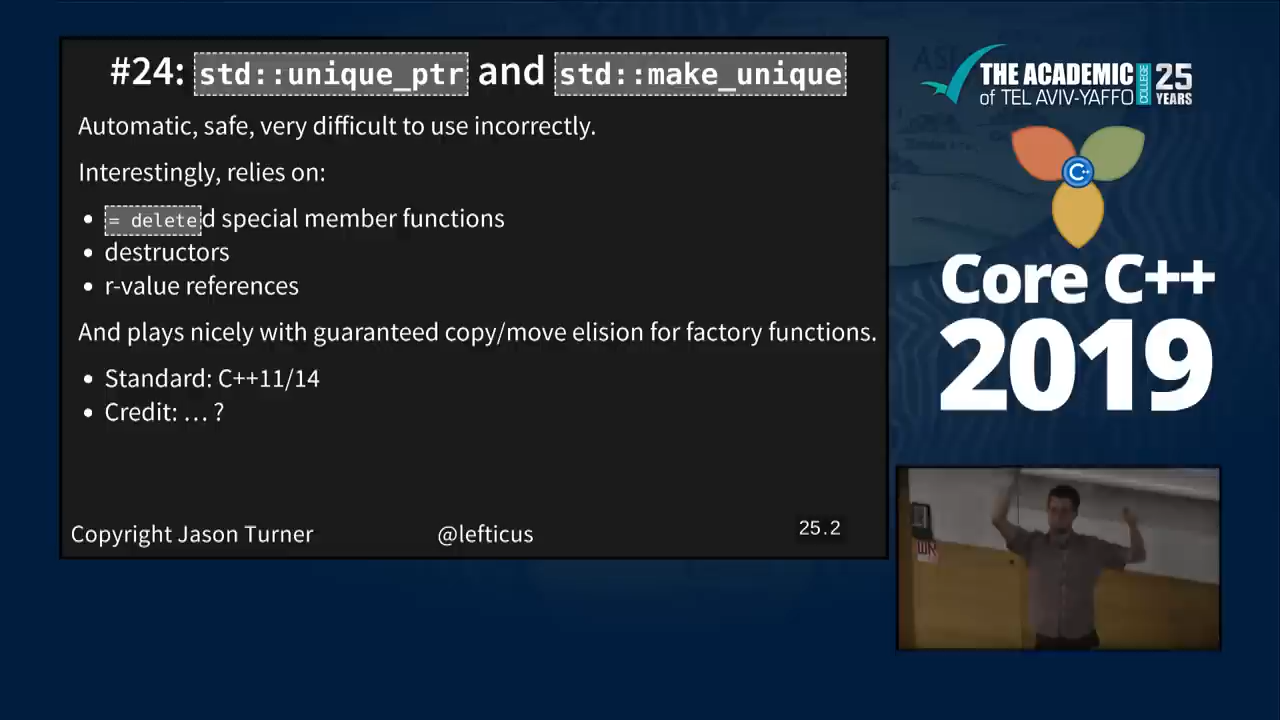 #24: std::unique_ptr and std::make_unique
Automatic, safe, very difficult to use incorrectly.
Interestingly, relies on:
• = deleted special member functions
• destructors
• r-value references
And plays nicely with guaranteed copy/move elision for factory functions.
• Standard: C++11/14
• Credit: … ?
Copyright Jason Turner
@lefticus
25.2
THE ACADEMIC COLLEGE
of TEL AVIV-YAFFO
25 YEARS
C++
Core C++
2019